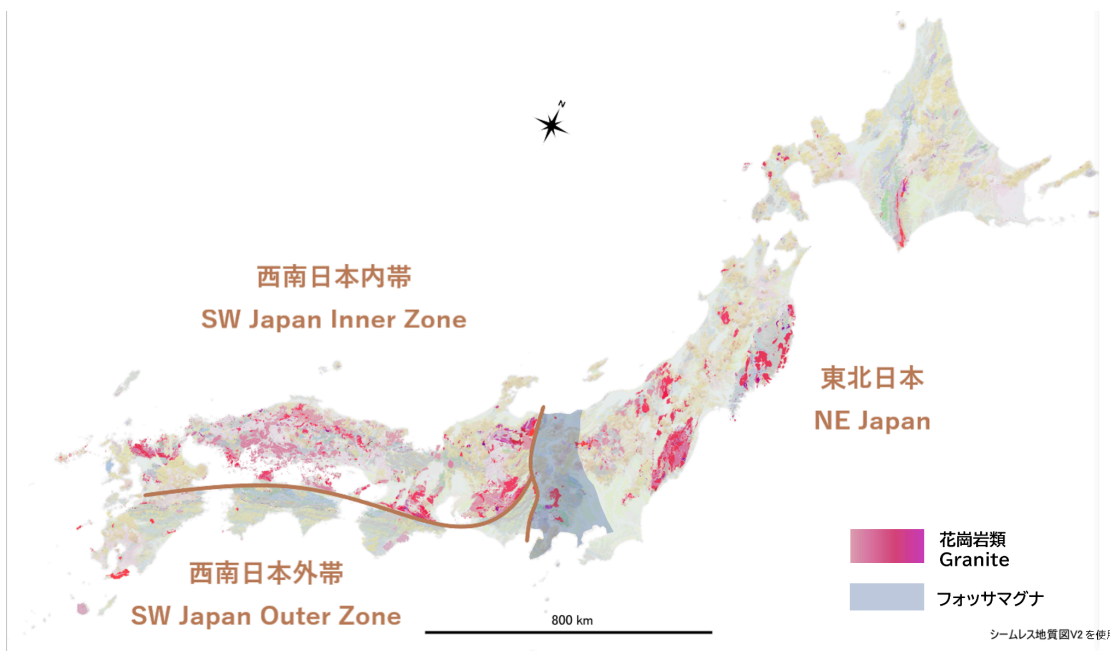 N
西南日本内帯
SW Japan Inner Zone
東北日本
NE Japan
西南日本外帯
SW Japan Outer Zone
800 km
花崗岩類
Granite
フォッサマグナ
シームレス地質図V2 を使用